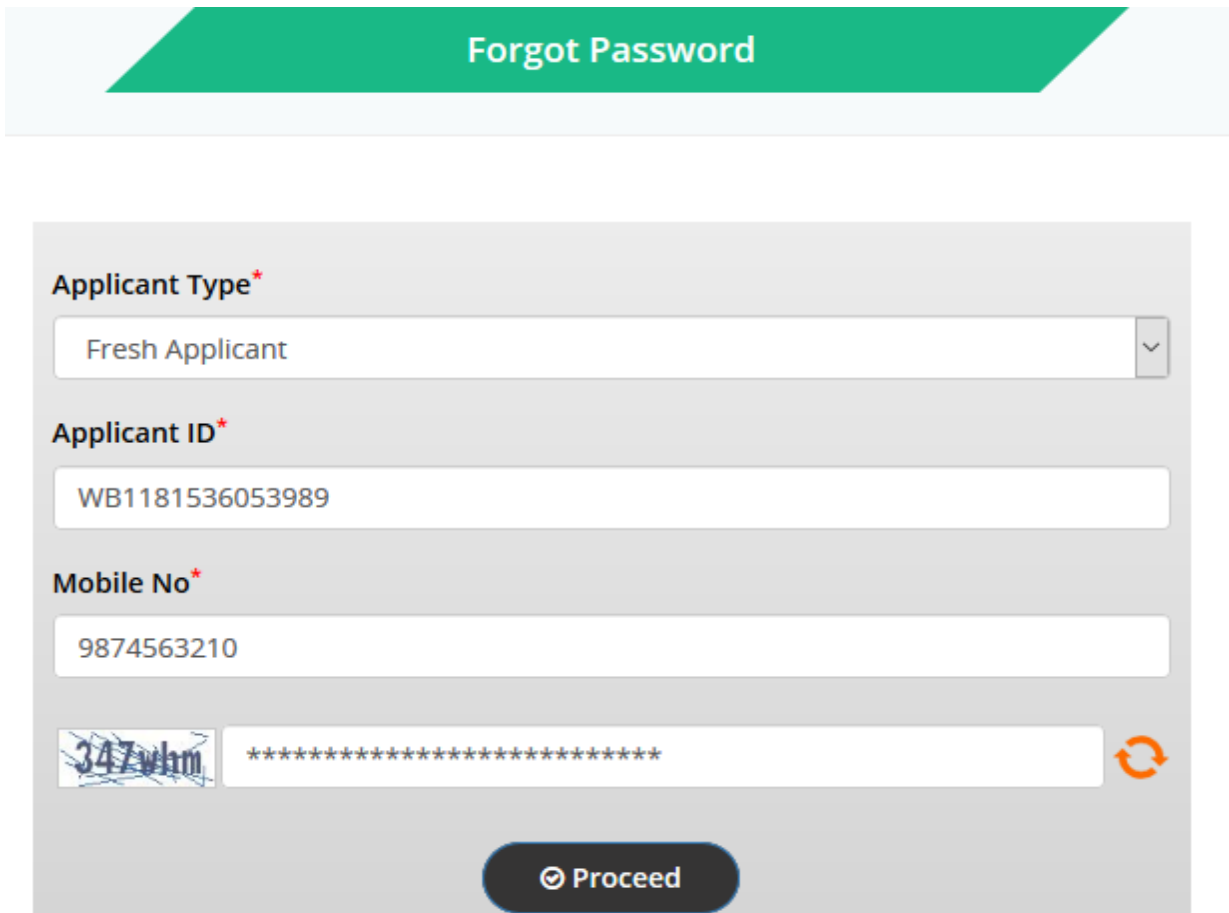 Forgot Password
Applicant Type*
Fresh Applicant
Applicant ID*
WB1181536053989
Mobile No*
9874563210
347whm ***************************
Proceed